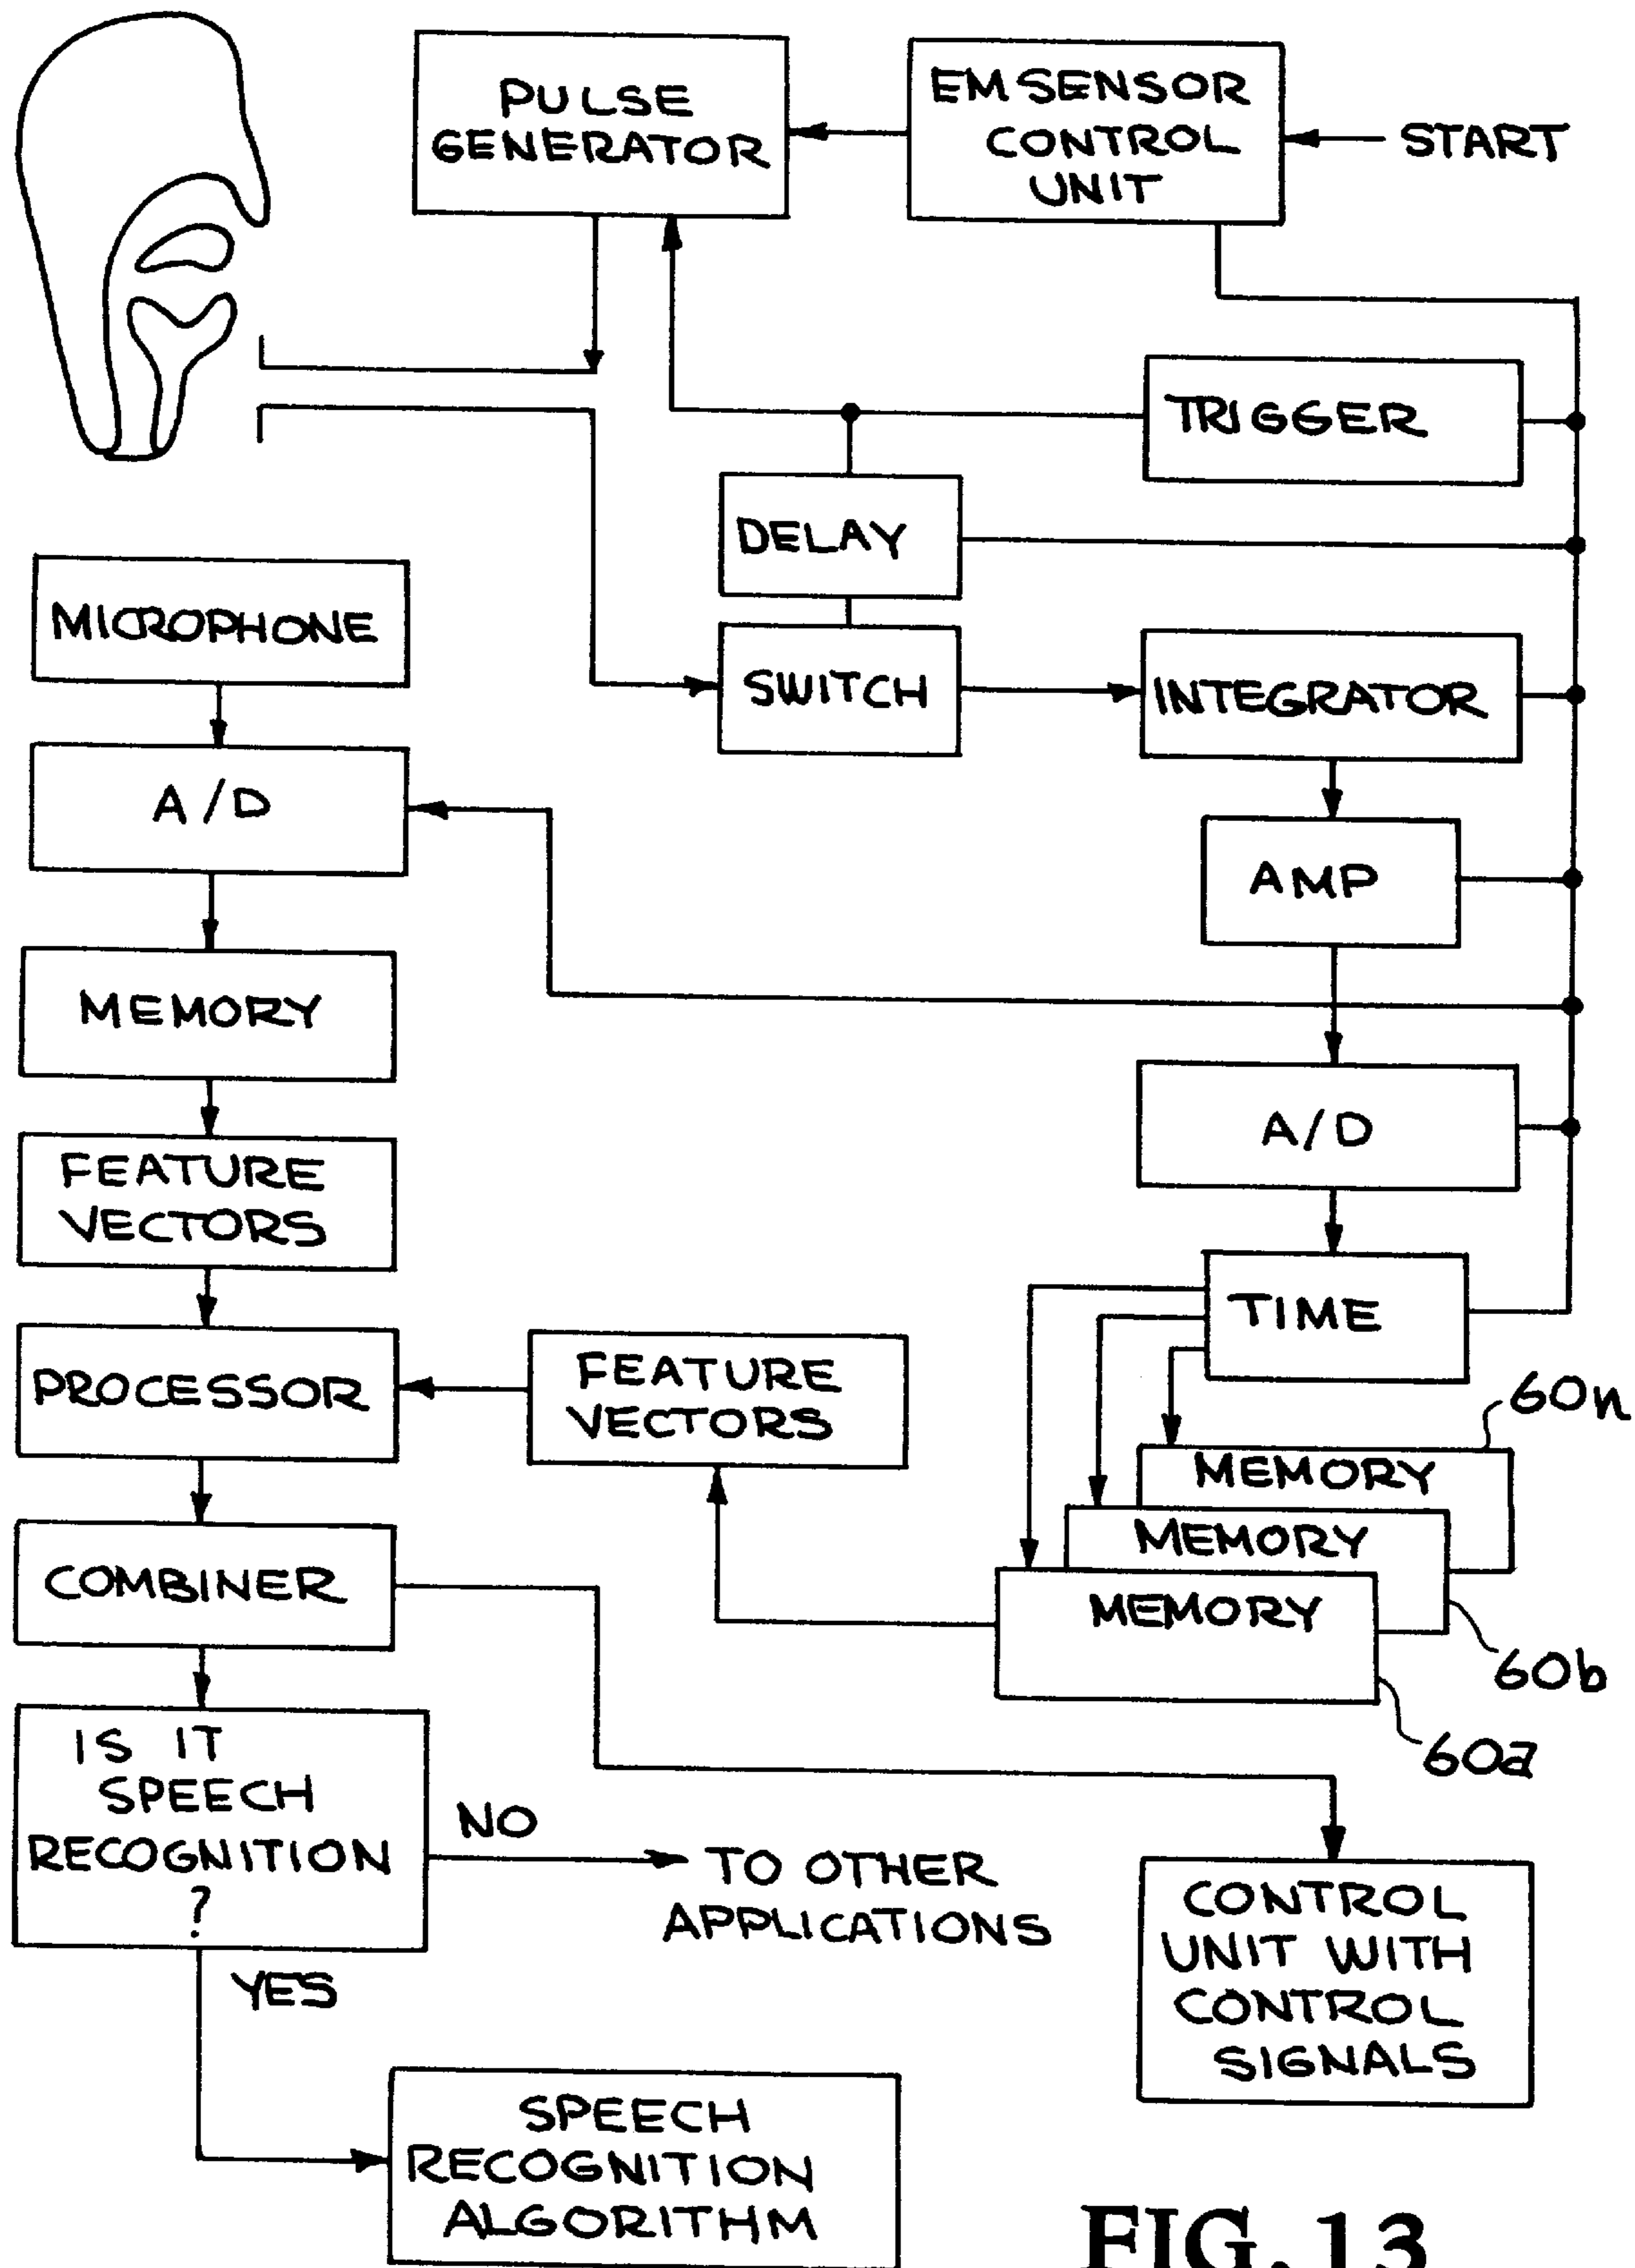 PULSE
GENERATOR
EM SENSOR
CONTROL
UNIT
START
TRIGGER
DELAY
MICROPHONE
SWITCH
INTEGRATOR
A/D
AMP
MEMORY
A/D
FEATURE
VECTORS
TIME
PROCESSOR
FEATURE
VECTORS
60n
MEMORY
MEMORY
MEMORY
60b
60a
COMBINER
IS IT
SPEECH
RECOGNITION
?
NO
TO OTHER
APPLICATIONS
YES
CONTROL
UNIT WITH
CONTROL
SIGNALS
SPEECH
RECOGNITION
ALGORITHM
FIG. 13